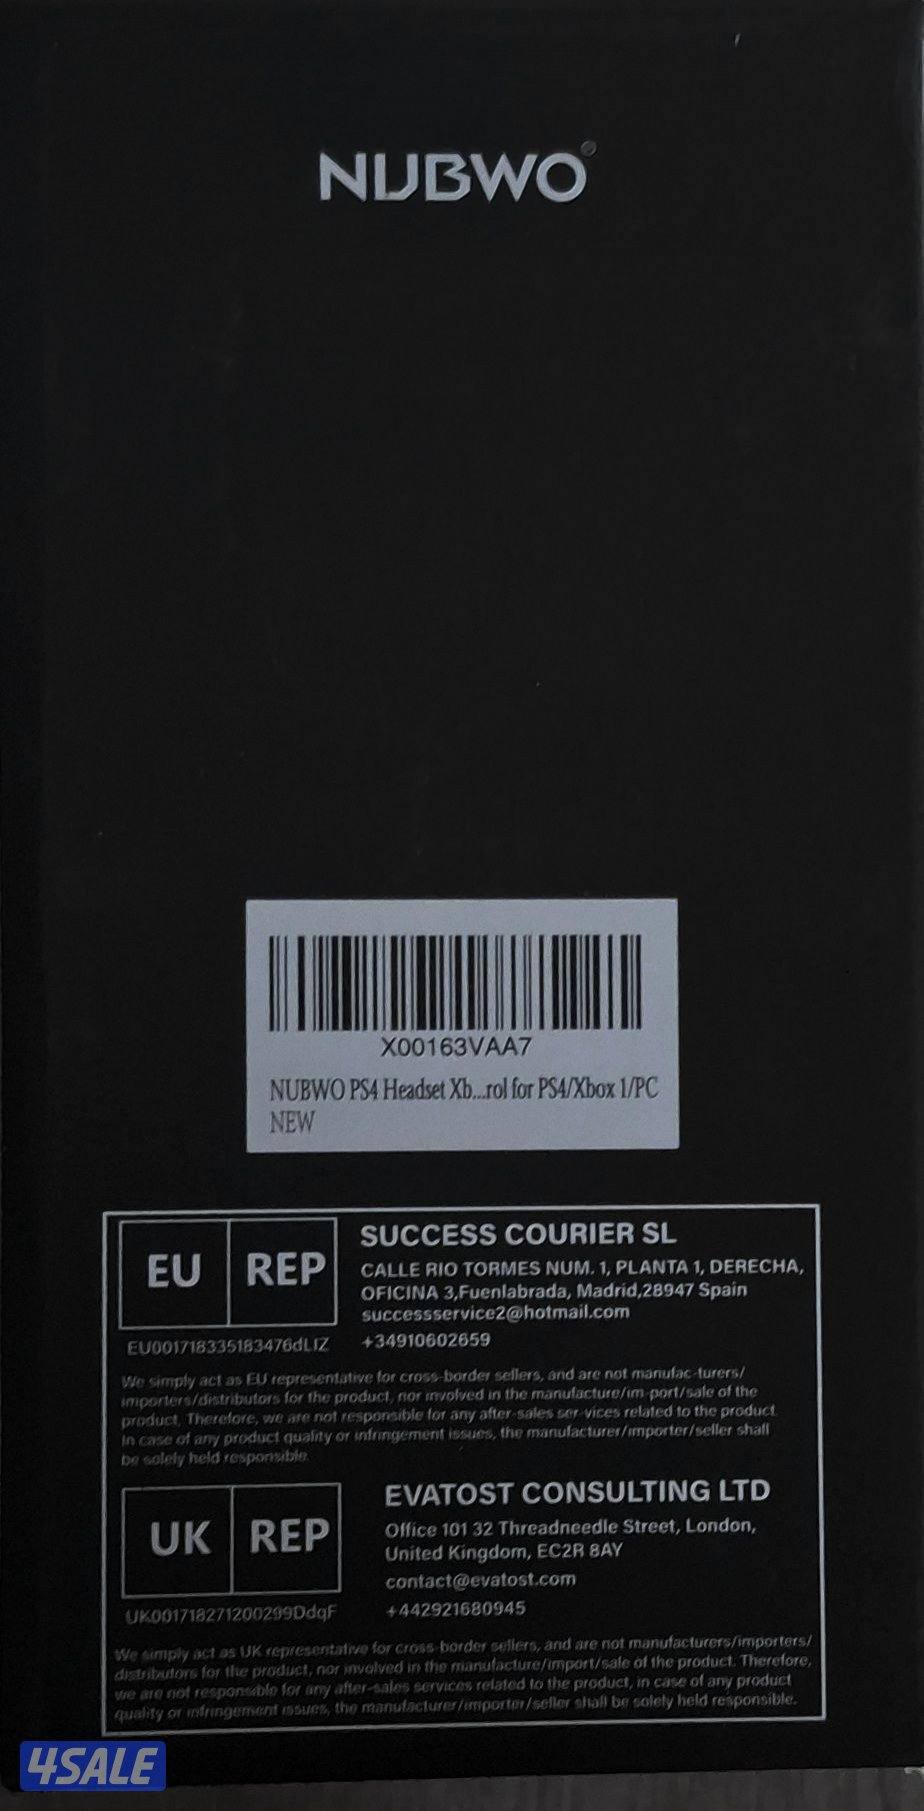 NUBWO®
X00163VAA7
NUBWO PS4 Headset Xb...rol for PS4/Xbox 1/PC
NEW
EU REP
SUCCESS COURIER SL
CALLE RIO TORMES NUM. 1, PLANTA 1, DERECHA,
OFICINA 3,Fuenlabrada, Madrid,28947 Spain
successservice2@hotmail.com
+34910602659
EU001718335183476dLIZ
We simply act as EU representative for cross-border sellers, and are not manufac-turers/
importers/distributors for the product, nor involved in the manufacture/im-port/sale of the
product, Therefore, we are not responsible for any after-sales ser-vices related to the product.
In case of any product quality or infringement issues, the manufacturer/importer/seller shall
be solely held responsible.
UK REP
EVATOST CONSULTING LTD
Office 101 32 Threadneedle Street, London,
United Kingdom, EC2R 8AY
contact@evatost.com
+442921680945
UK001718271200299DdqF
We simply act as UK representative for cross-border sellers, and are not manufacturers/importers/
distributors for the product, nor involved in the manufacture/import/sale of the product. Therefore,
we are not responsible for any after-sales services related to the product, in case of any product
quality or infringement issues, the manufacturer/importer/seller shall be solely held responsible.
4SALE